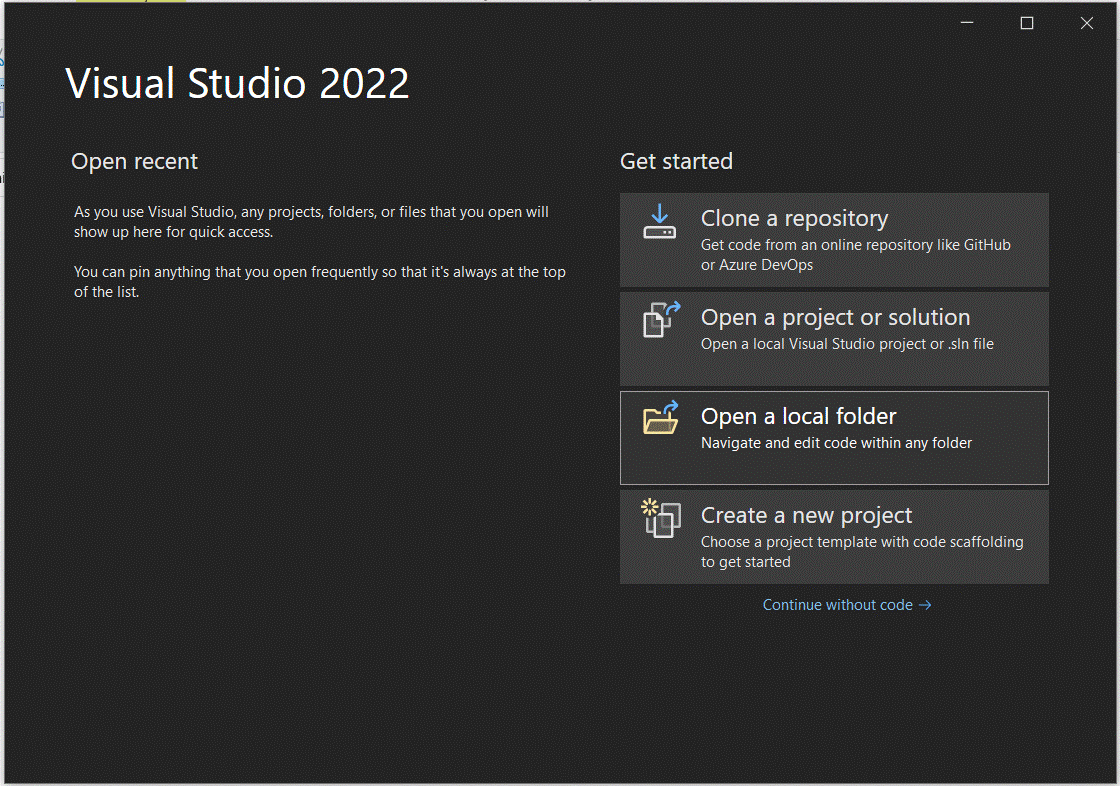 Visual Studio 2022
Open recent
As you use Visual Studio, any projects, folders, or files that you open will
show up here for quick access.
You can pin anything that you open frequently so that it's always at the top
of the list.
Get started
Clone a repository
Get code from an online repository like GitHub
or Azure DevOps
Open a project or solution
Open a local Visual Studio project or .sln file
Open a local folder
Navigate and edit code within any folder
Create a new project
Choose a project template with code scaffolding
to get started
Continue without code →